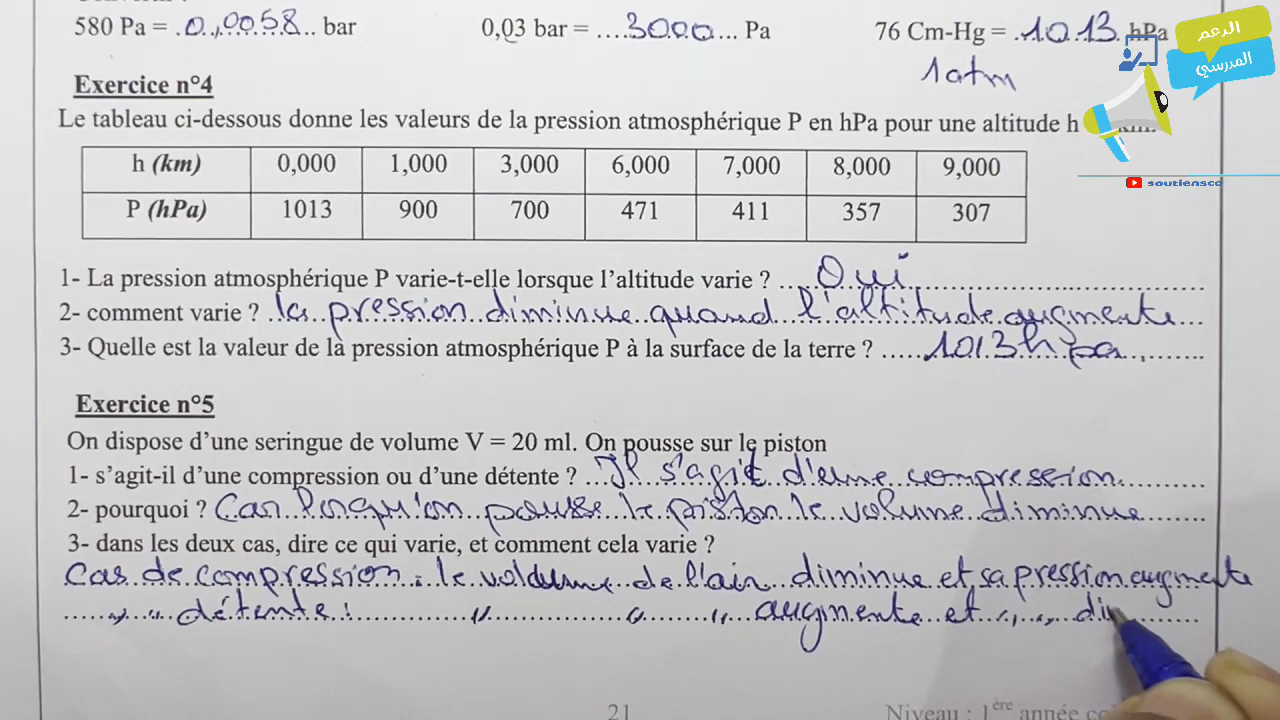 580 Pa = .0.,0058.. bar
0,03 bar = ....3000... Pa
76 Cm-Hg = .1013. hPa
1atm
الدعم
المدرسي
soutienscd
Exercice n°4
Le tableau ci-dessous donne les valeurs de la pression atmosphérique P en hPa pour une altitude h km.
h (km) 0,000 1,000 3,000 6,000 7,000 8,000 9,000
P (hPa) 1013 900 700 471 411 357 307
1- La pression atmosphérique P varie-t-elle lorsque l'altitude varie ? ....Oui..............................
2- comment varie ? la pression diminue quand l'altitude augmente...
3- Quelle est la valeur de la pression atmosphérique P à la surface de la terre ? .....1013hpa.........
Exercice n°5
On dispose d'une seringue de volume V = 20 ml. On pousse sur le piston
1- s'agit-il d'une compression ou d'une détente ? ..Il s'agit d'une compression...........
2- pourquoi ? Car lorsqu'on pousse le piston le volume diminue.......
3- dans les deux cas, dire ce qui varie, et comment cela varie ?
Cas de compression : le volume de l'air diminue et sa pression augmente
...... " " détente : ........ " ........ " ...... " ... augmente et " " di..........
21
Niveau : 1ère année co